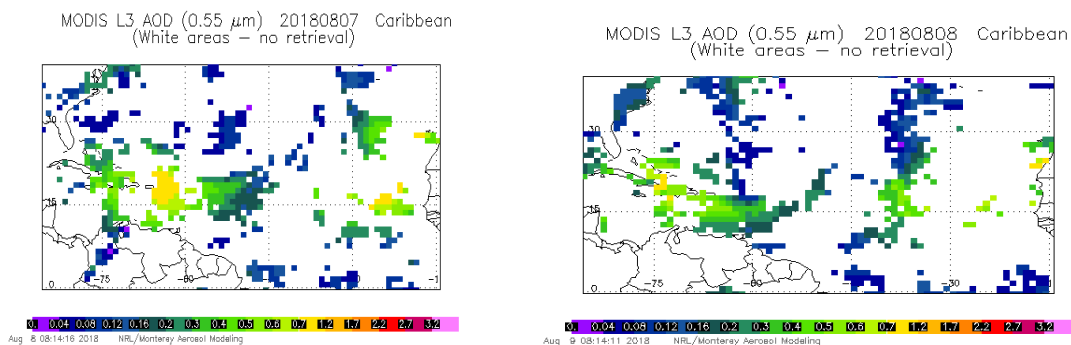 MODIS L3 AOD (0.55 μm) 20180807 Caribbean
(White areas – no retrieval)
30
15
0
-75
-60
-1
0. 0.04 0.08 0.12 0.16 0.2 0.3 0.4 0.5 0.6 0.7 1.2 1.7 2.2 2.7 3.2
Aug 8 08:14:16 2018 NRL/Monterey Aerosol Modeling
MODIS L3 AOD (0.55 μm) 20180808 Caribbean
(White areas – no retrieval)
30
15
0
-75
-60
-30
-1
0. 0.04 0.08 0.12 0.16 0.2 0.3 0.4 0.5 0.6 0.7 1.2 1.7 2.2 2.7 3.2
Aug 9 08:14:11 2018 NRL/Monterey Aerosol Modeling